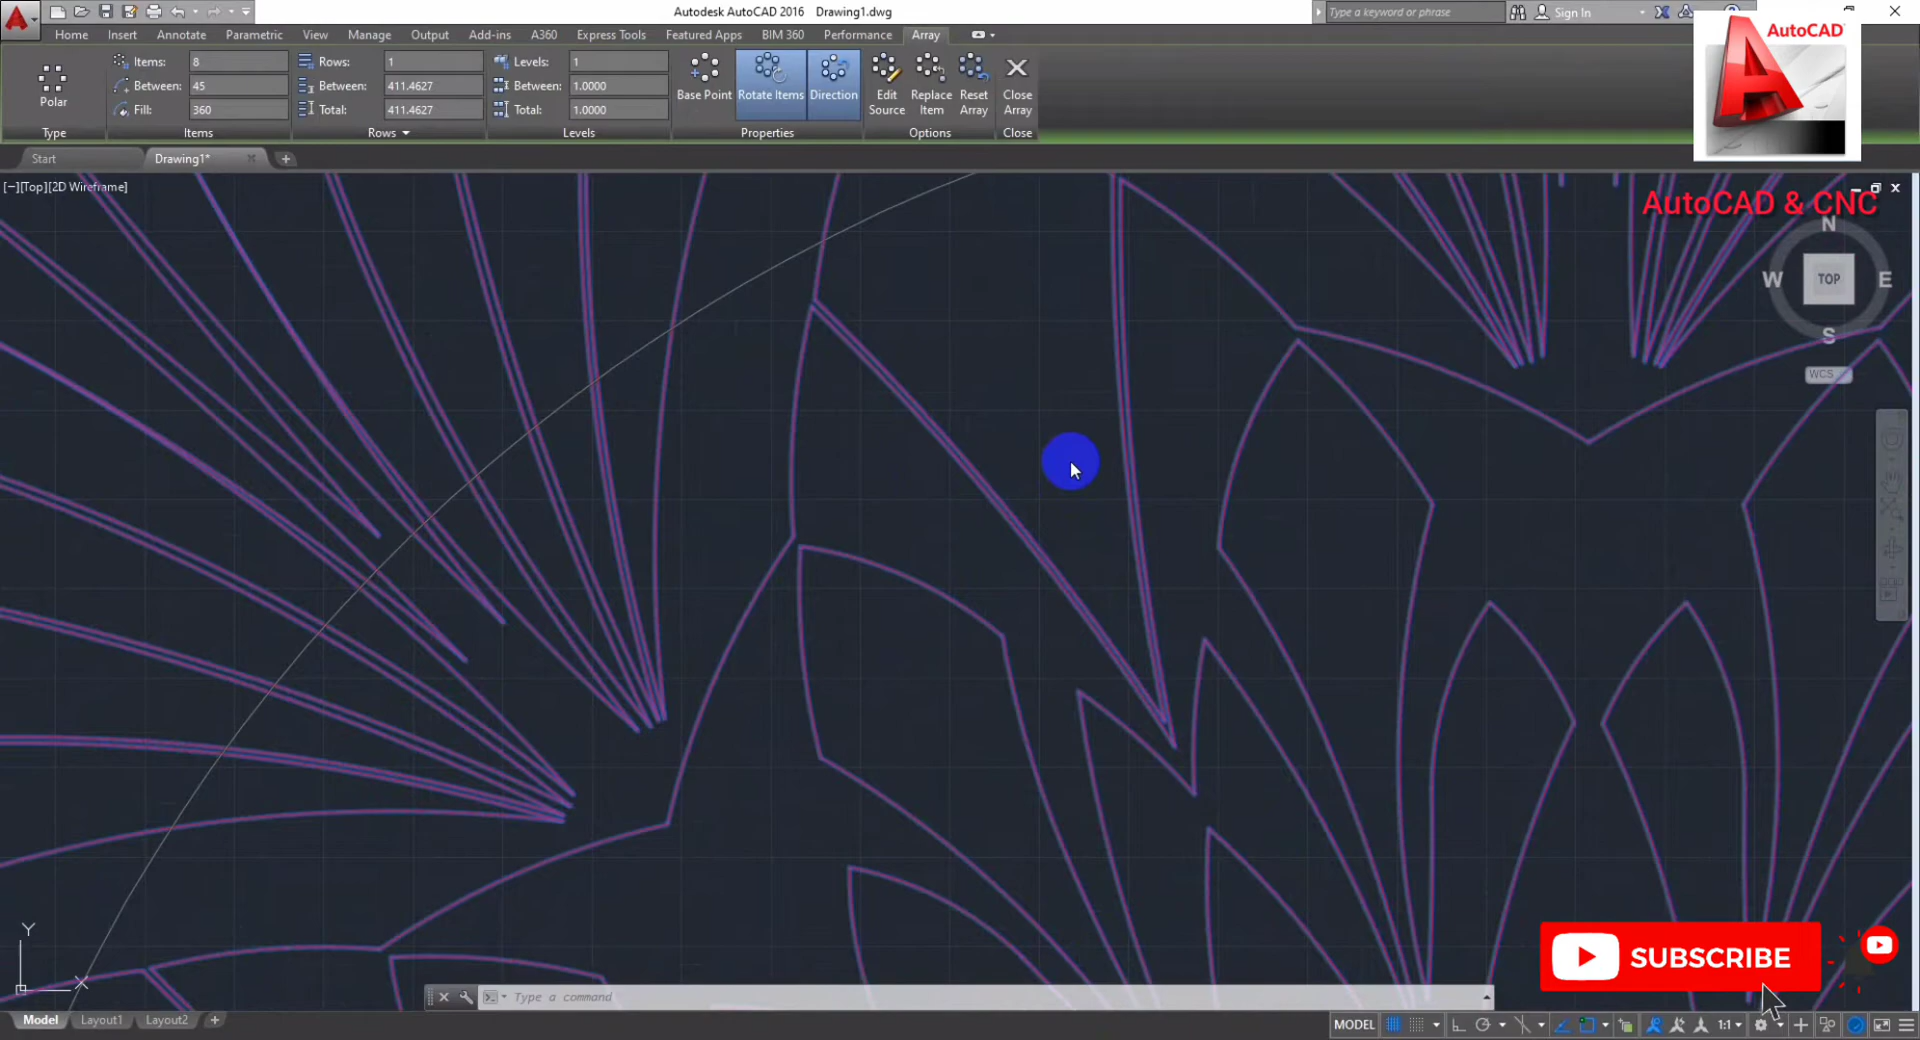 Autodesk AutoCAD 2016 Drawing1.dwg
Type a keyword or phrase
Sign In
Home Insert Annotate Parametric View Manage Output Add-ins A360 Express Tools Featured Apps BIM 360 Performance Array
Polar
Type
Items: 8
Between: 45
Fill: 360
Items
Rows: 1
Between: 411.4627
Total: 411.4627
Rows
Levels: 1
Between: 1.0000
Total: 1.0000
Levels
Base Point
Rotate Items
Direction
Properties
Edit
Source
Replace
Item
Reset
Array
Options
Close
Array
Close
AutoCAD
AutoCAD & CNC
Start
Drawing1*
[−][Top][2D Wireframe]
N
W
TOP
E
S
WCS
Y
X
SUBSCRIBE
Type a command
Model Layout1 Layout2
MODEL
1:1